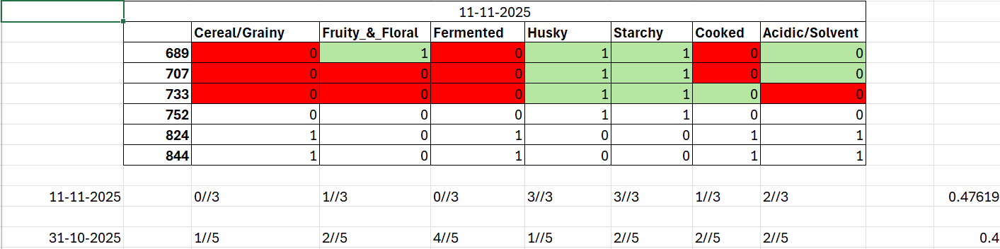 11-11-2025
Cereal/Grainy Fruity_&_Floral Fermented Husky Starchy Cooked Acidic/Solvent
689 0 1 0 1 1 0 0
707 0 0 0 1 1 0 0
733 0 0 0 1 1 0 0
752 0 0 0 1 1 0 0
824 1 0 1 0 0 1 1
844 1 0 1 0 0 1 1
11-11-2025 0//3 1//3 0//3 3//3 3//3 1//3 2//3 0.47619
31-10-2025 1//5 2//5 4//5 1//5 2//5 2//5 2//5 0.4